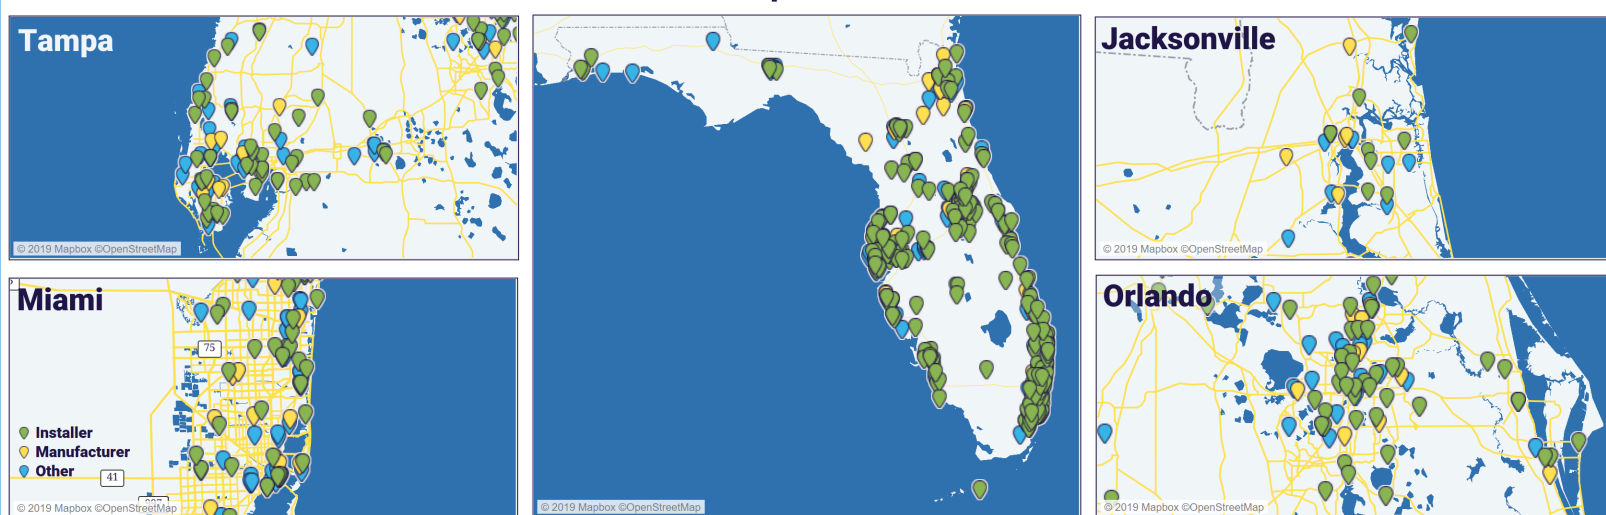 Tampa
© 2019 Mapbox ©OpenStreetMap
Miami
75
Installer
Manufacturer
Other
41
© 2019 Mapbox ©OpenStreetMap
© 2019 Mapbox ©OpenStreetMap
Jacksonville
© 2019 Mapbox ©OpenStreetMap
Orlando
© 2019 Mapbox ©OpenStreetMap